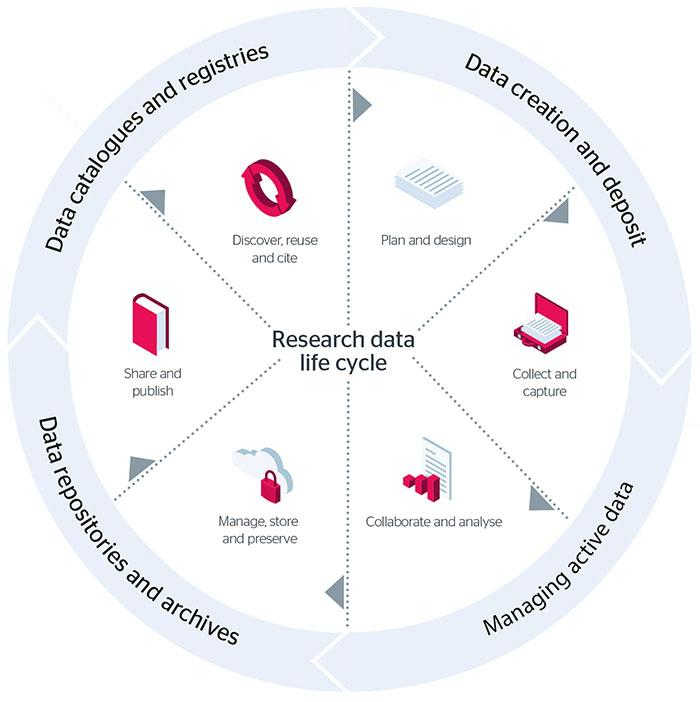 Data catalogues and registries
Data creation and deposit
Discover, reuse
and cite
Plan and design
Research data
life cycle
Share and
publish
Collect and
capture
Manage, store
and preserve
Collaborate and analyse
Data repositories and archives
Managing active data